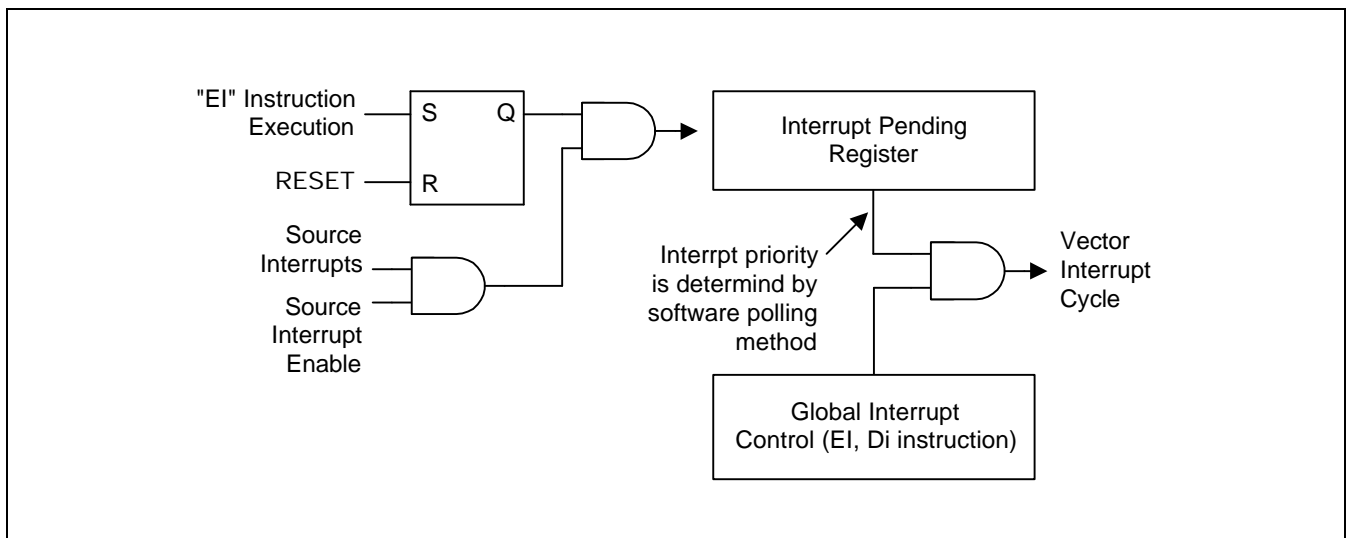 "EI" Instruction
Execution
S
Q
RESET
R
Source
Interrupts
Source
Interrupt
Enable
Interrupt Pending
Register
Interrpt priority
is determind by
software polling
method
Vector
Interrupt
Cycle
Global Interrupt
Control (EI, Di instruction)